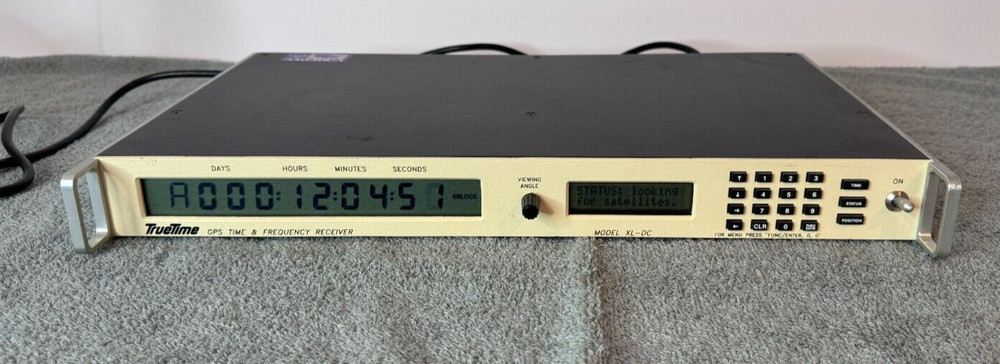 DAYS HOURS MINUTES SECONDS
A000:12:04:51 UNLOCK
TrueTime GPS TIME & FREQUENCY RECEIVER
VIEWING
ANGLE
STATUS: looking
for satellites.
MODEL XL-DC
↑ 1 2 3
↓ 4 5 6
→ 7 8 9
← CLR 0
FOR MENU PRESS "FUNC/ENTER, 0, 0"
TIME
STATUS
POSITION
ON